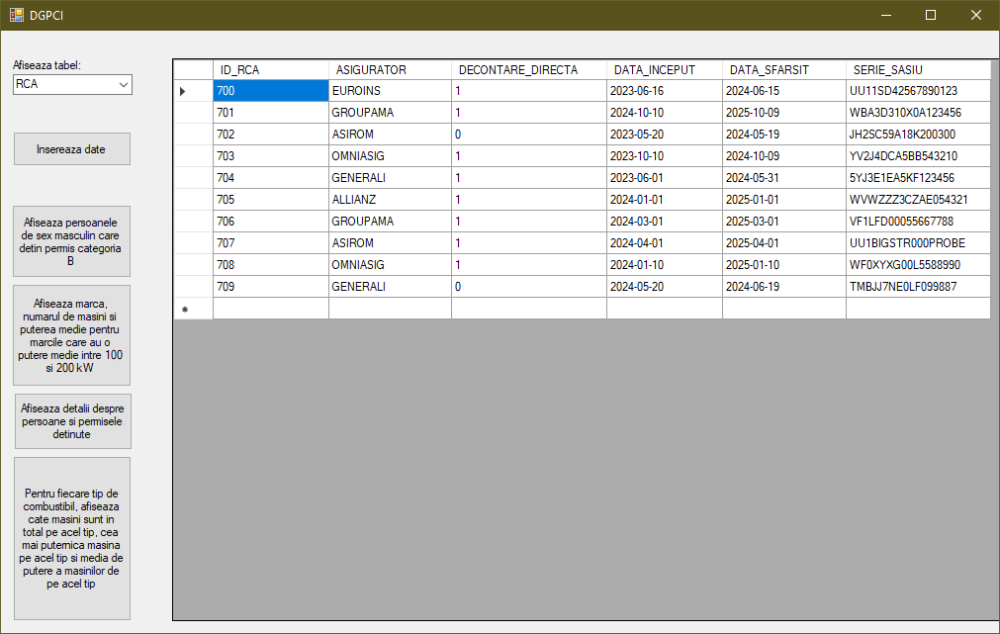 DGPCI
Afiseaza tabel:
RCA
Insereaza date
Afiseaza persoanele
de sex masculin care
detin permis categoria
B
Afiseaza marca,
numarul de masini si
puterea medie pentru
marcile care au o
putere medie intre 100
si 200 kW
Afiseaza detalii despre
persoane si permisele
detinute
Pentru fiecare tip de
combustibil, afiseaza
cate masini sunt in
total pe acel tip, cea
mai puternica masina
pe acel tip si media de
putere a masinilor de
pe acel tip
ID_RCA ASIGURATOR DECONTARE_DIRECTA DATA_INCEPUT DATA_SFARSIT SERIE_SASIU
700 EUROINS 1 2023-06-16 2024-06-15 UU11SD42567890123
701 GROUPAMA 1 2024-10-10 2025-10-09 WBA3D310X0A123456
702 ASIROM 0 2023-05-20 2024-05-19 JH2SC59A18K200300
703 OMNIASIG 1 2023-10-10 2024-10-09 YV2J4DCA5BB543210
704 GENERALI 1 2023-06-01 2024-05-31 5YJ3E1EA5KF123456
705 ALLIANZ 1 2024-01-01 2025-01-01 WVWZZZ3CZAE054321
706 GROUPAMA 1 2024-03-01 2025-03-01 VF1LFD00055667788
707 ASIROM 1 2024-04-01 2025-04-01 UU1BIGSTR000PROBE
708 OMNIASIG 1 2024-01-10 2025-01-10 WF0XYXG00L5588990
709 GENERALI 0 2024-05-20 2024-06-19 TMBJJ7NE0LF099887